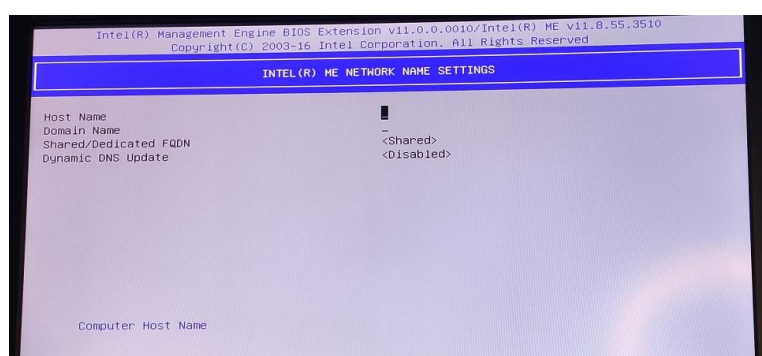 Intel(R) Management Engine BIOS Extension v11.0.0.0010/Intel(R) ME v11.8.55.3510
Copyright(C) 2003-16 Intel Corporation. All Rights Reserved
INTEL(R) ME NETWORK NAME SETTINGS
Host Name _
Domain Name _
Shared/Dedicated FQDN <Shared>
Dynamic DNS Update <Disabled>
Computer Host Name